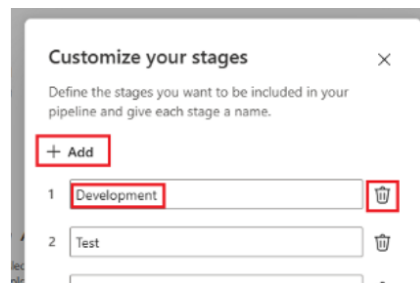 Customize your stages
Define the stages you want to be included in your
pipeline and give each stage a name.
+ Add
1 Development
2 Test